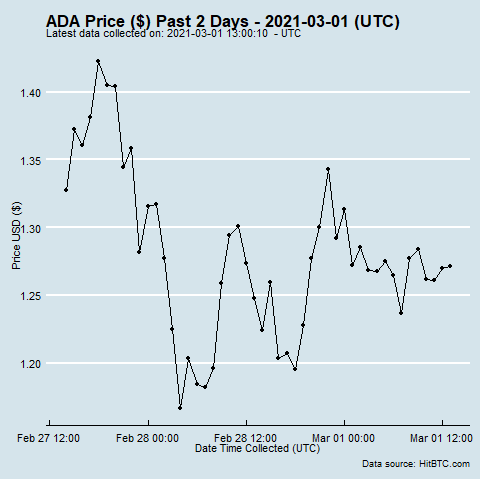 ADA Price ($) Past 2 Days - 2021-03-01 (UTC)
Latest data collected on: 2021-03-01 13:00:10  - UTC
1.40
1.35
1.30
1.25
1.20
Price USD ($)
Feb 27 12:00
Feb 28 00:00
Feb 28 12:00
Mar 01 00:00
Mar 01 12:00
Date Time Collected (UTC)
Data source: HitBTC.com